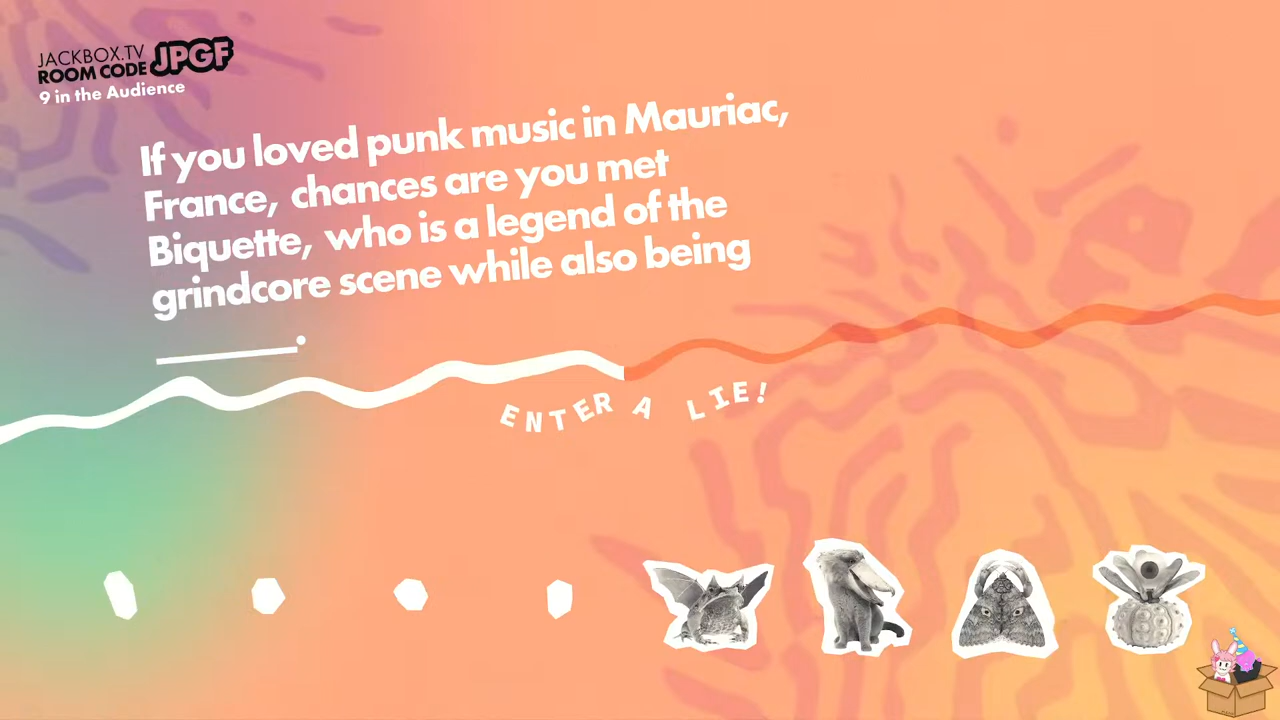 JACKBOX.TV
ROOM CODE JPGF
9 in the Audience
If you loved punk music in Mauriac,
France, chances are you met
Biquette, who is a legend of the
grindcore scene while also being
________.
ENTER A LIE!